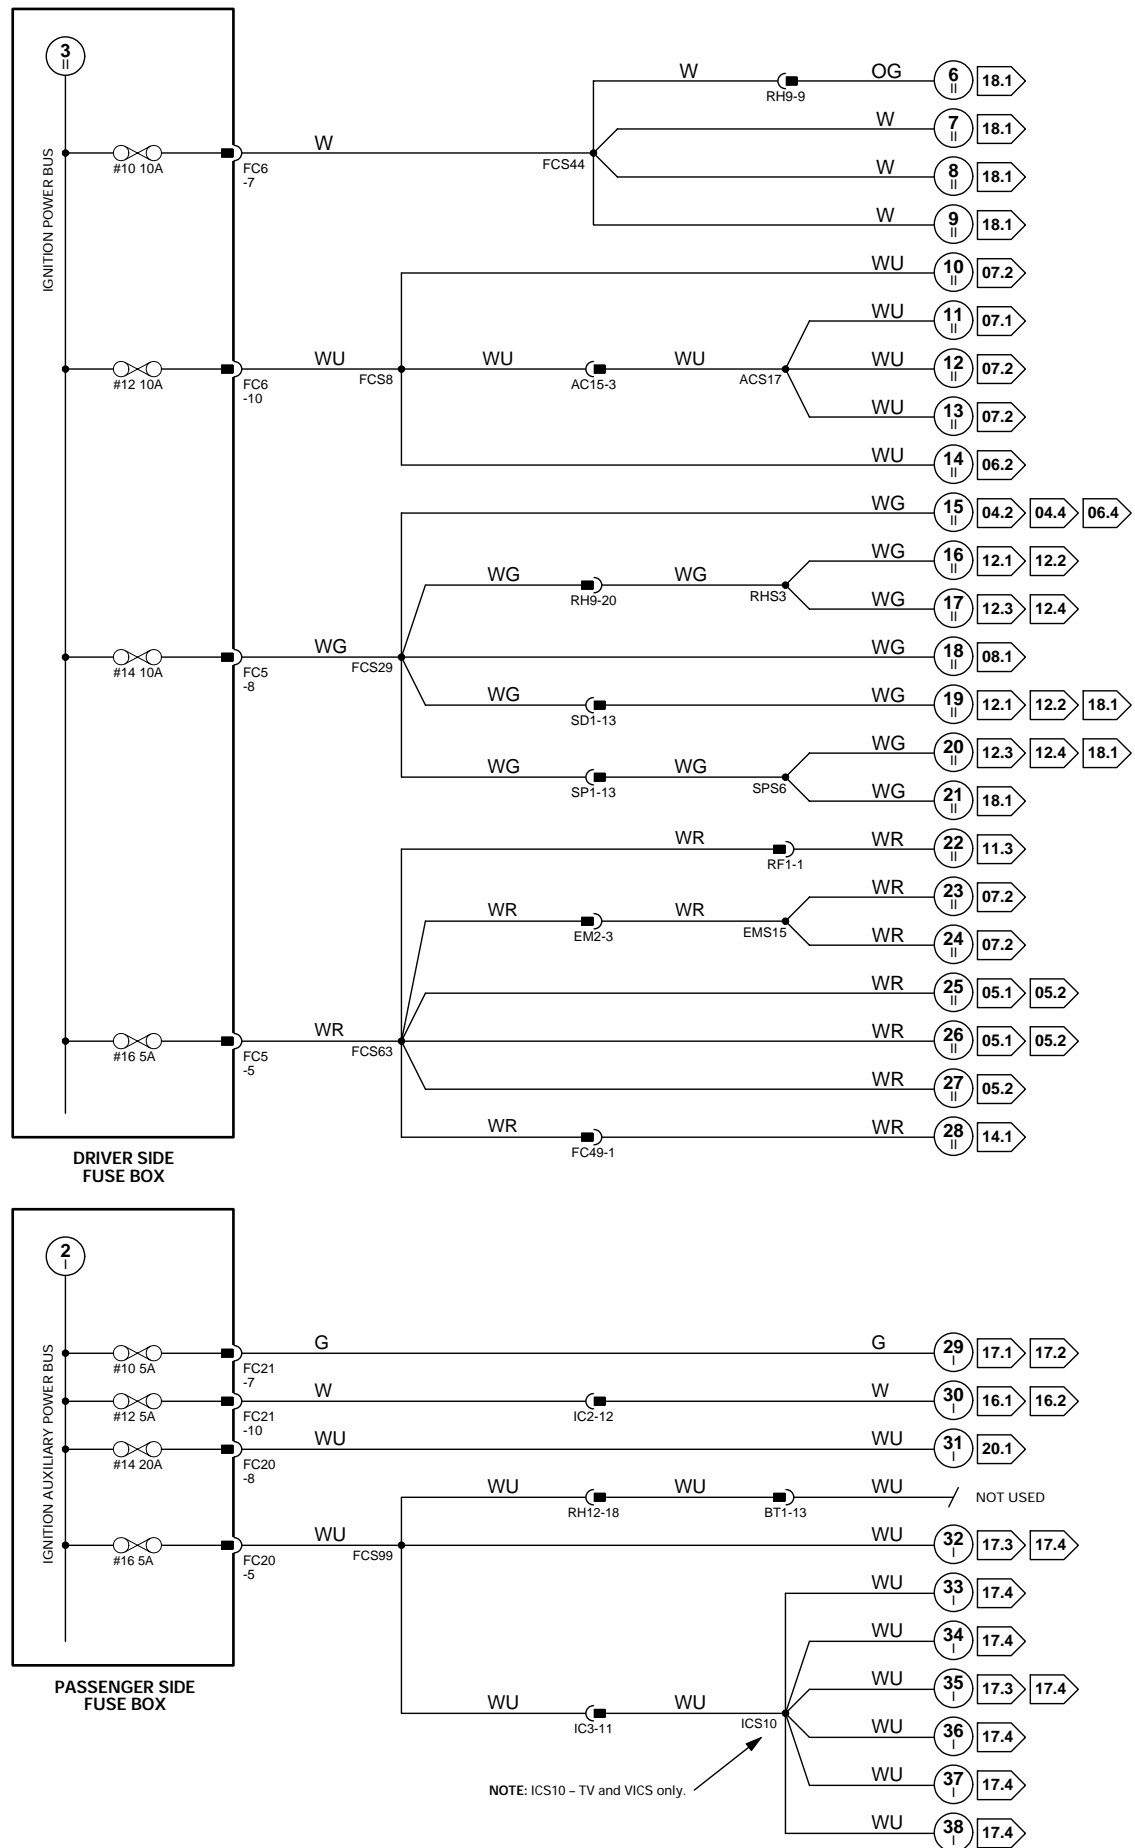 3
II
IGNITION POWER BUS
W
OG
6
II
18.1
RH9-9
W
7
II
18.1
#10 10A
FC6
-7
W
FCS44
W
8
II
18.1
W
9
II
18.1
WU
10
II
07.2
WU
11
II
07.1
#12 10A
FC6
-10
WU
FCS8
WU
AC15-3
WU
ACS17
WU
12
II
07.2
WU
13
II
07.2
WU
14
II
06.2
WG
15
II
04.2
04.4
06.4
WG
RH9-20
WG
RHS3
WG
16
II
12.1
12.2
WG
17
II
12.3
12.4
#14 10A
FC5
-8
WG
FCS29
WG
18
II
08.1
WG
SD1-13
WG
19
II
12.1
12.2
18.1
WG
SP1-13
WG
SPS6
WG
20
II
12.3
12.4
18.1
WG
21
II
18.1
WR
RF1-1
WR
22
II
11.3
WR
EM2-3
WR
EMS15
WR
23
II
07.2
WR
24
II
07.2
WR
25
II
05.1
05.2
#16 5A
FC5
-5
WR
FCS63
WR
26
II
05.1
05.2
WR
27
II
05.2
WR
FC49-1
WR
28
II
14.1
DRIVER SIDE
FUSE BOX
2
I
IGNITION AUXILIARY POWER BUS
#10 5A
FC21
-7
G
G
29
I
17.1
17.2
#12 5A
FC21
-10
W
IC2-12
W
30
I
16.1
16.2
#14 20A
FC20
-8
WU
WU
31
I
20.1
WU
RH12-18
WU
BT1-13
WU
NOT USED
#16 5A
FC20
-5
WU
FCS99
WU
32
I
17.3
17.4
WU
33
I
17.4
WU
34
I
17.4
WU
35
I
17.3
17.4
WU
IC3-11
WU
ICS10
WU
36
I
17.4
WU
37
I
17.4
WU
38
I
17.4
NOTE: ICS10 – TV and VICS only.
PASSENGER SIDE
FUSE BOX